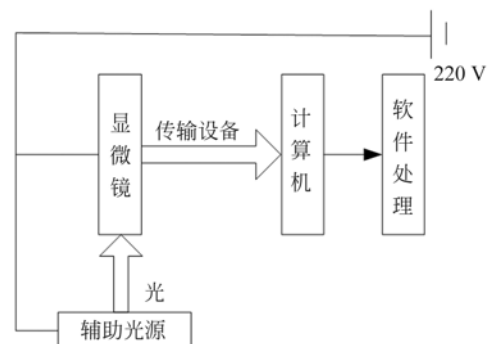 220 V
显微镜
传输设备
计算机
软件处理
光
辅助光源